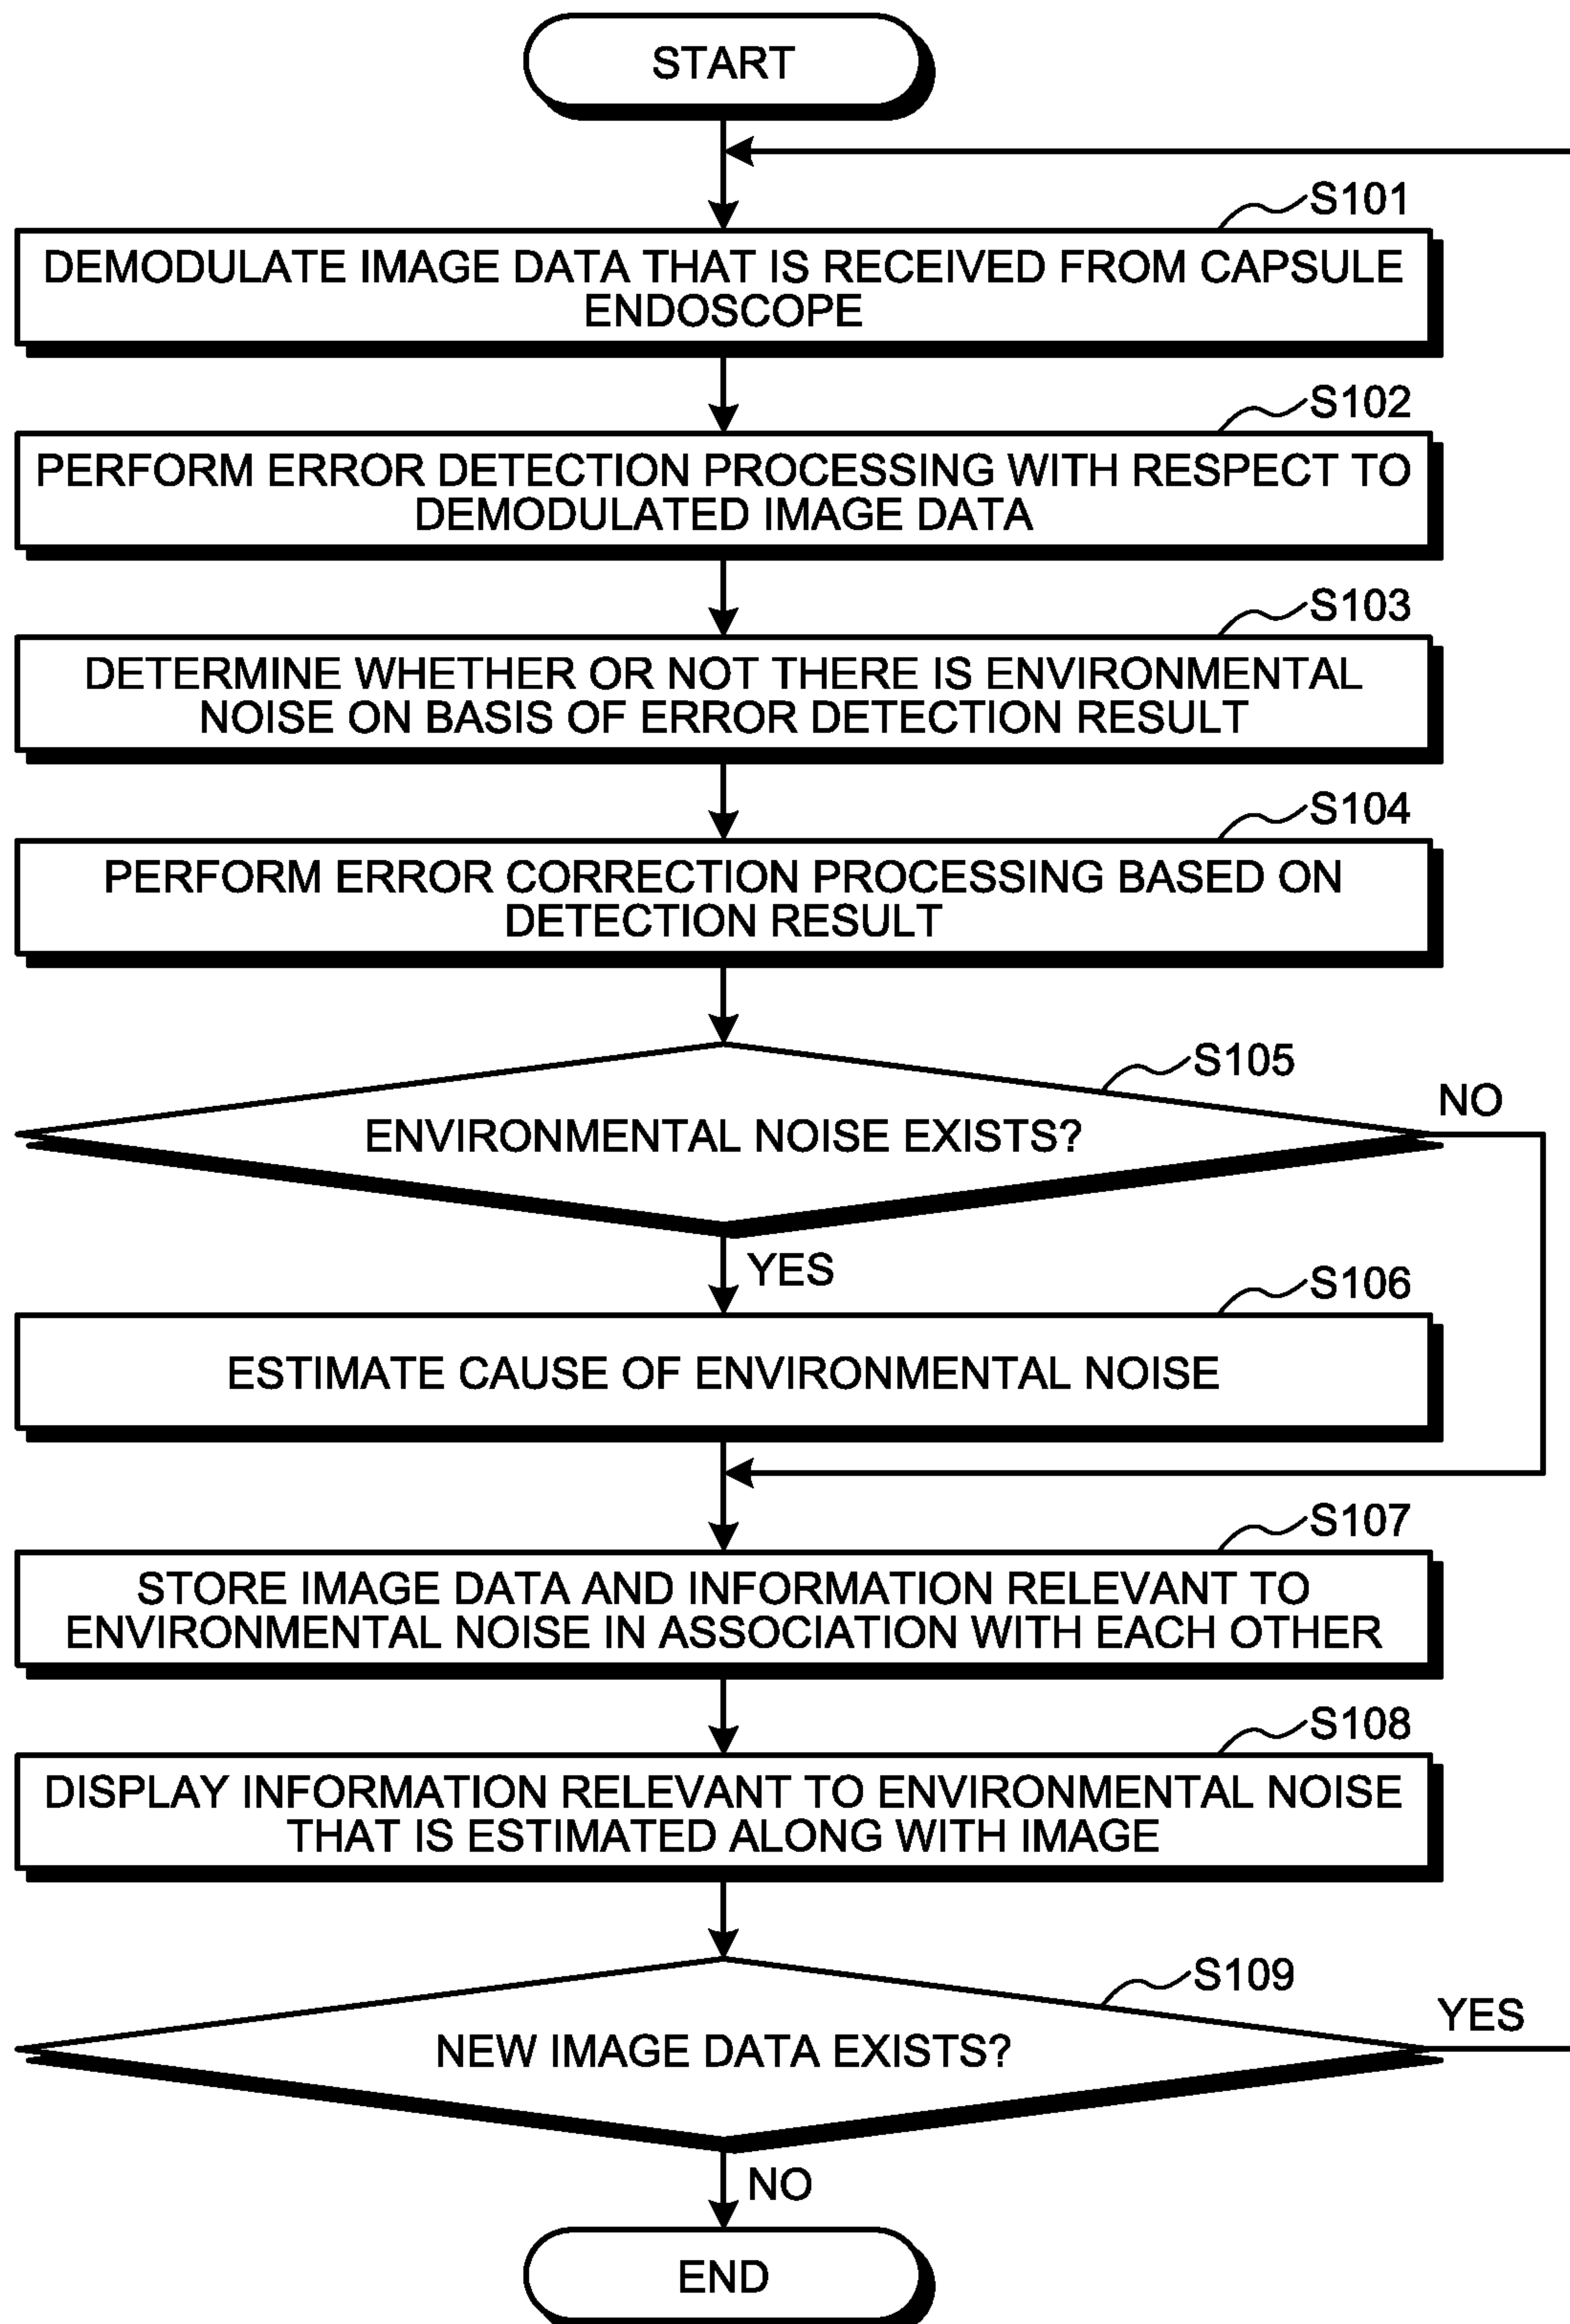 START
S101
DEMODULATE IMAGE DATA THAT IS RECEIVED FROM CAPSULE
ENDOSCOPE
S102
PERFORM ERROR DETECTION PROCESSING WITH RESPECT TO
DEMODULATED IMAGE DATA
S103
DETERMINE WHETHER OR NOT THERE IS ENVIRONMENTAL
NOISE ON BASIS OF ERROR DETECTION RESULT
S104
PERFORM ERROR CORRECTION PROCESSING BASED ON
DETECTION RESULT
S105
NO
ENVIRONMENTAL NOISE EXISTS?
YES
S106
ESTIMATE CAUSE OF ENVIRONMENTAL NOISE
S107
STORE IMAGE DATA AND INFORMATION RELEVANT TO
ENVIRONMENTAL NOISE IN ASSOCIATION WITH EACH OTHER
S108
DISPLAY INFORMATION RELEVANT TO ENVIRONMENTAL NOISE
THAT IS ESTIMATED ALONG WITH IMAGE
S109
YES
NEW IMAGE DATA EXISTS?
NO
END